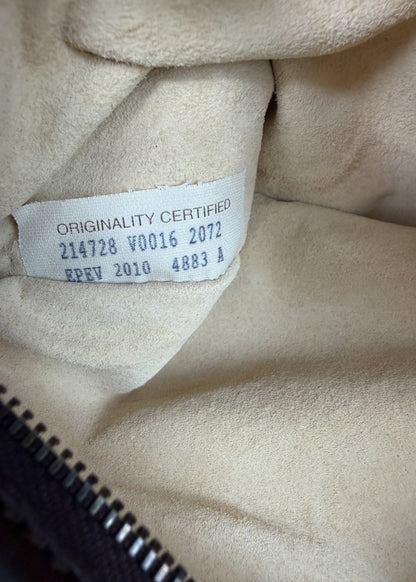 ORIGINALITY CERTIFIED
214728 V0016 2072
EPEV 2010 4883 A